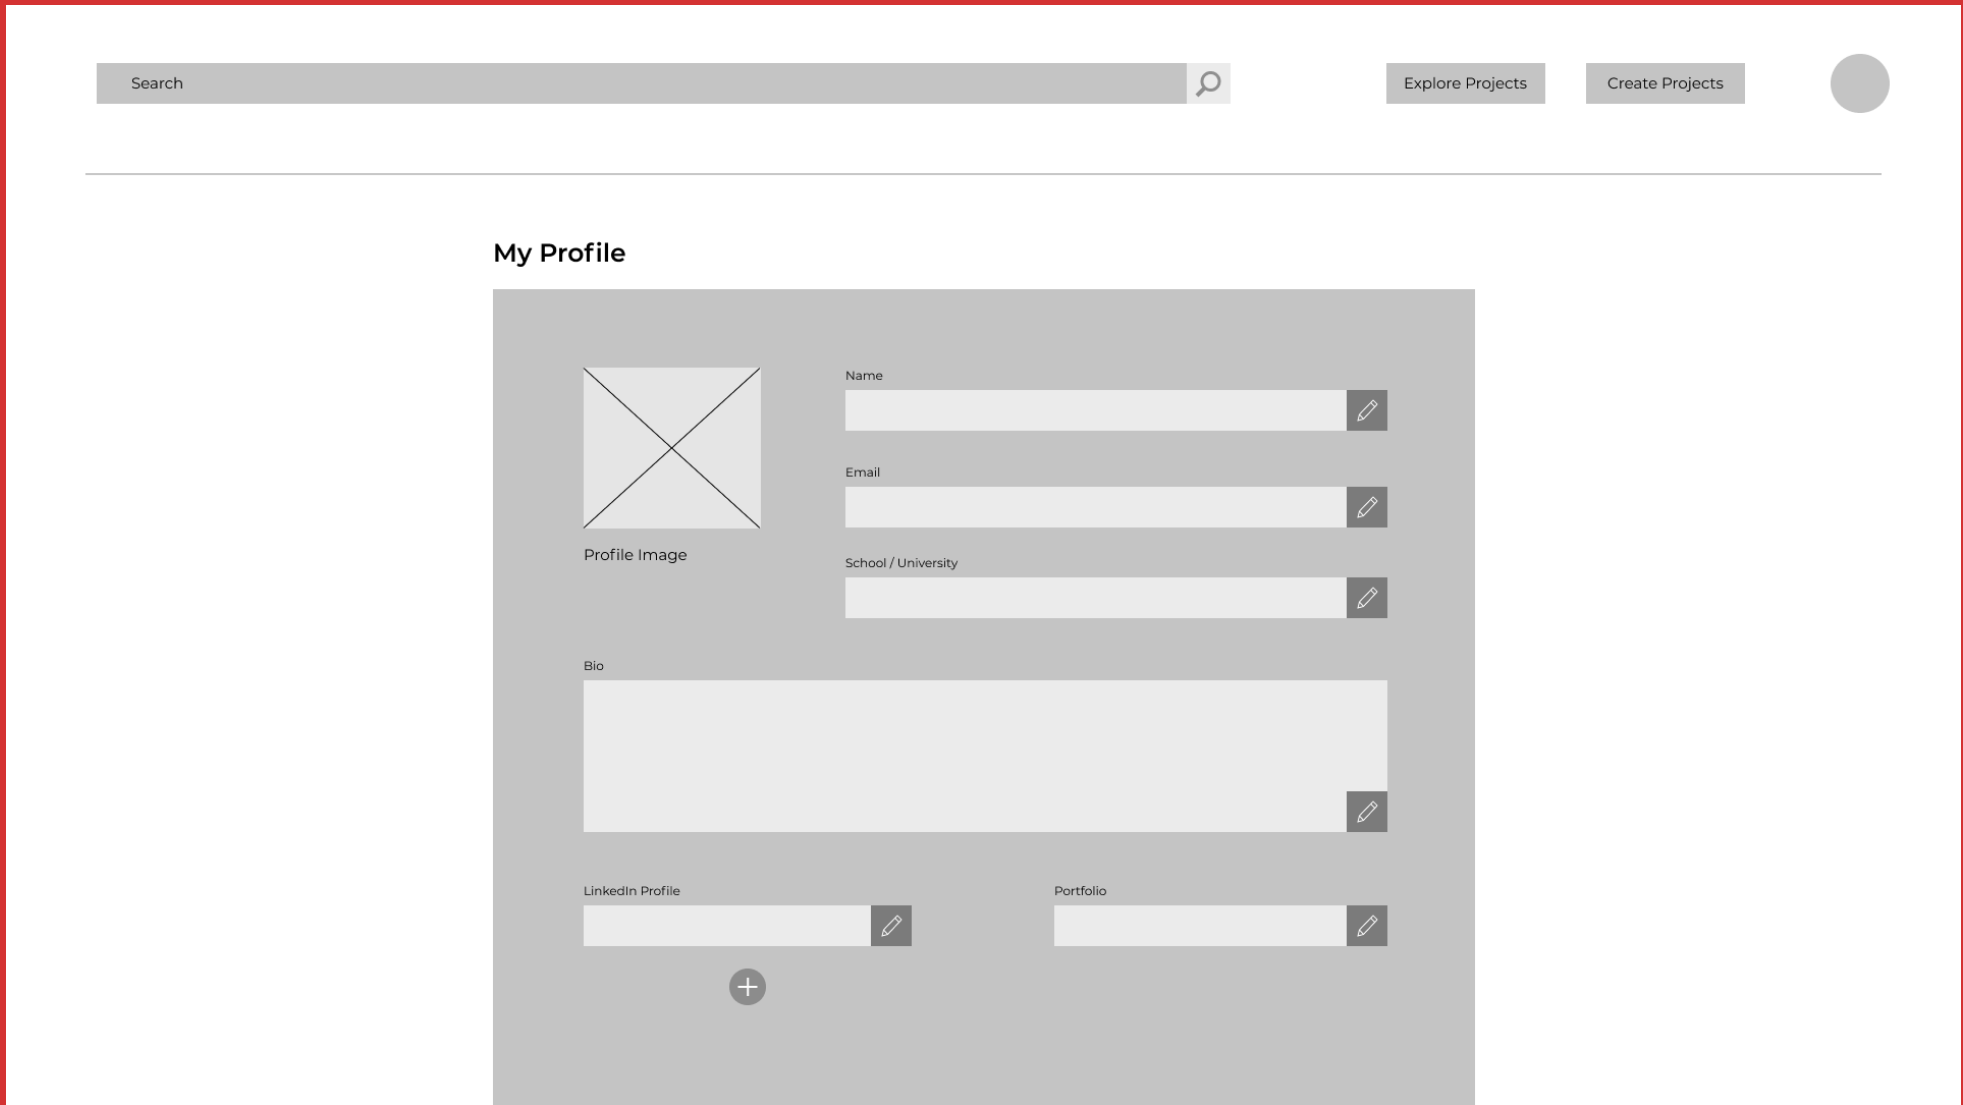 Search
Explore Projects
Create Projects
My Profile
Name
Email
Profile Image
School / University
Bio
LinkedIn Profile
Portfolio